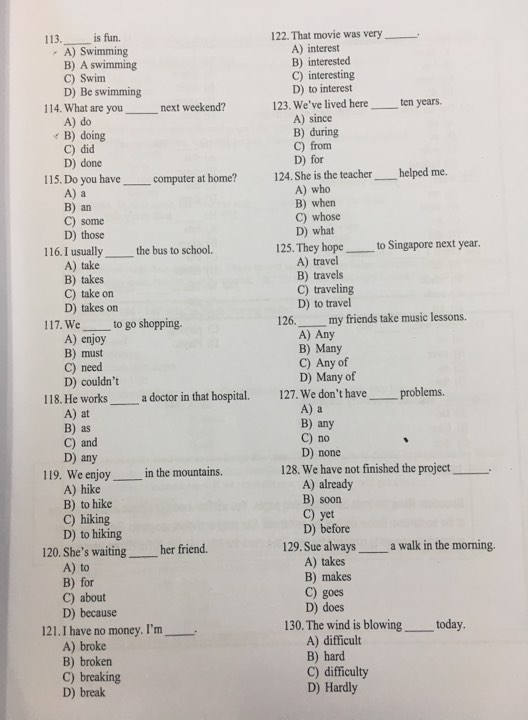 113. _____ is fun.
A) Swimming
B) A swimming
C) Swim
D) Be swimming
114. What are you ______ next weekend?
A) do
B) doing
C) did
D) done
115. Do you have _____ computer at home?
A) a
B) an
C) some
D) those
116. I usually _____ the bus to school.
A) take
B) takes
C) take on
D) takes on
117. We _____ to go shopping.
A) enjoy
B) must
C) need
D) couldn't
118. He works _____ a doctor in that hospital.
A) at
B) as
C) and
D) any
119. We enjoy _____ in the mountains.
A) hike
B) to hike
C) hiking
D) to hiking
120. She's waiting _____ her friend.
A) to
B) for
C) about
D) because
121. I have no money. I'm _____.
A) broke
B) broken
C) breaking
D) break
122. That movie was very ______.
A) interest
B) interested
C) interesting
D) to interest
123. We've lived here _____ ten years.
A) since
B) during
C) from
D) for
124. She is the teacher ____ helped me.
A) who
B) when
C) whose
D) what
125. They hope _____ to Singapore next year.
A) travel
B) travels
C) traveling
D) to travel
126. _____ my friends take music lessons.
A) Any
B) Many
C) Any of
D) Many of
127. We don't have _____ problems.
A) a
B) any
C) no
D) none
128. We have not finished the project ______.
A) already
B) soon
C) yet
D) before
129. Sue always _____ a walk in the morning.
A) takes
B) makes
C) goes
D) does
130. The wind is blowing _____ today.
A) difficult
B) hard
C) difficulty
D) Hardly